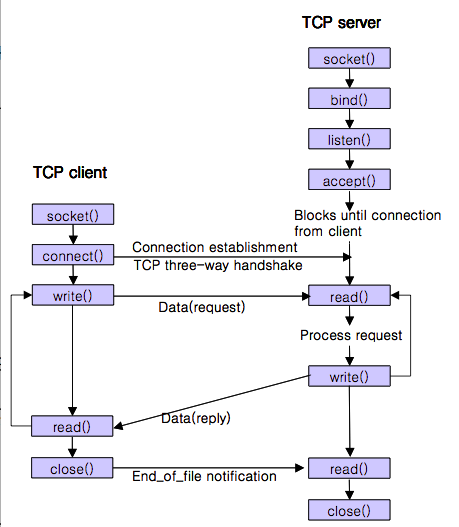 TCP server
socket()
bind()
listen()
accept()
TCP client
Blocks until connection
from client
socket()
connect()
Connection establishment
TCP three-way handshake
write()
Data(request)
read()
Process request
write()
Data(reply)
read()
close()
End_of_file notification
read()
close()